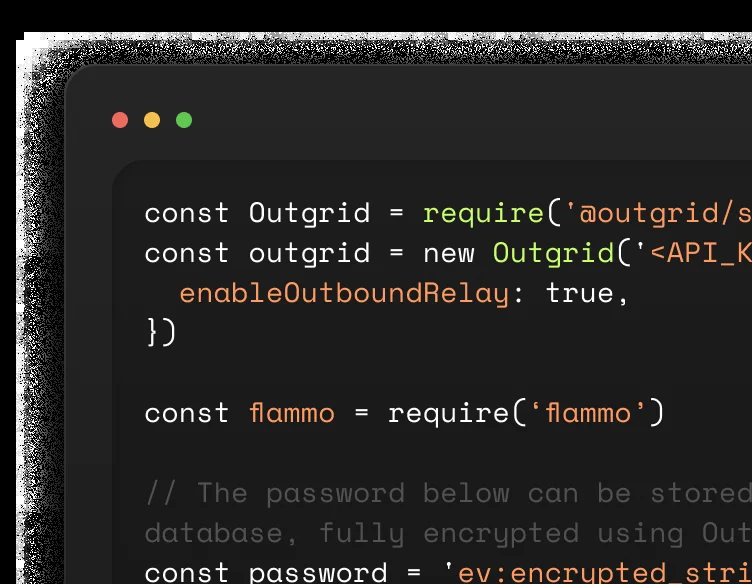 const Outgrid = require('@outgrid/s
const outgrid = new Outgrid('<API_K
enableOutboundRelay: true,
})
const flammo = require(‘flammo’)
// The password below can be stored
database, fully encrypted using Out
const password = 'ev:encrypted_stri